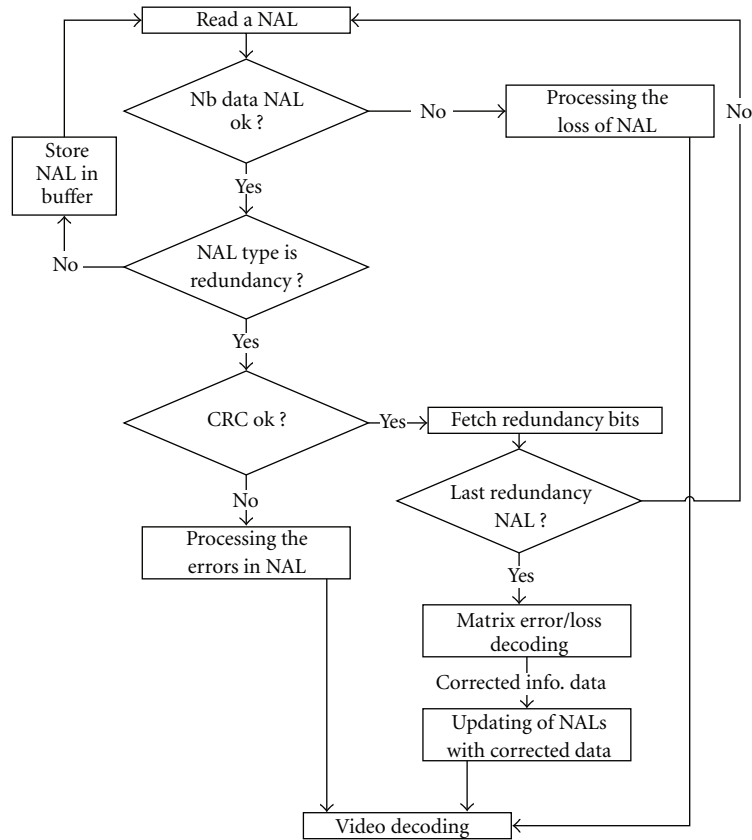 Read a NAL
Nb data NAL
ok ?
No
Processing the
loss of NAL
No
Store
NAL in
buffer
Yes
No
NAL type is
redundancy ?
Yes
CRC ok ?
Yes
Fetch redundancy bits
No
Last redundancy
NAL ?
Processing the
errors in NAL
Yes
Matrix error/loss
decoding
Corrected info. data
Updating of NALs
with corrected data
Video decoding